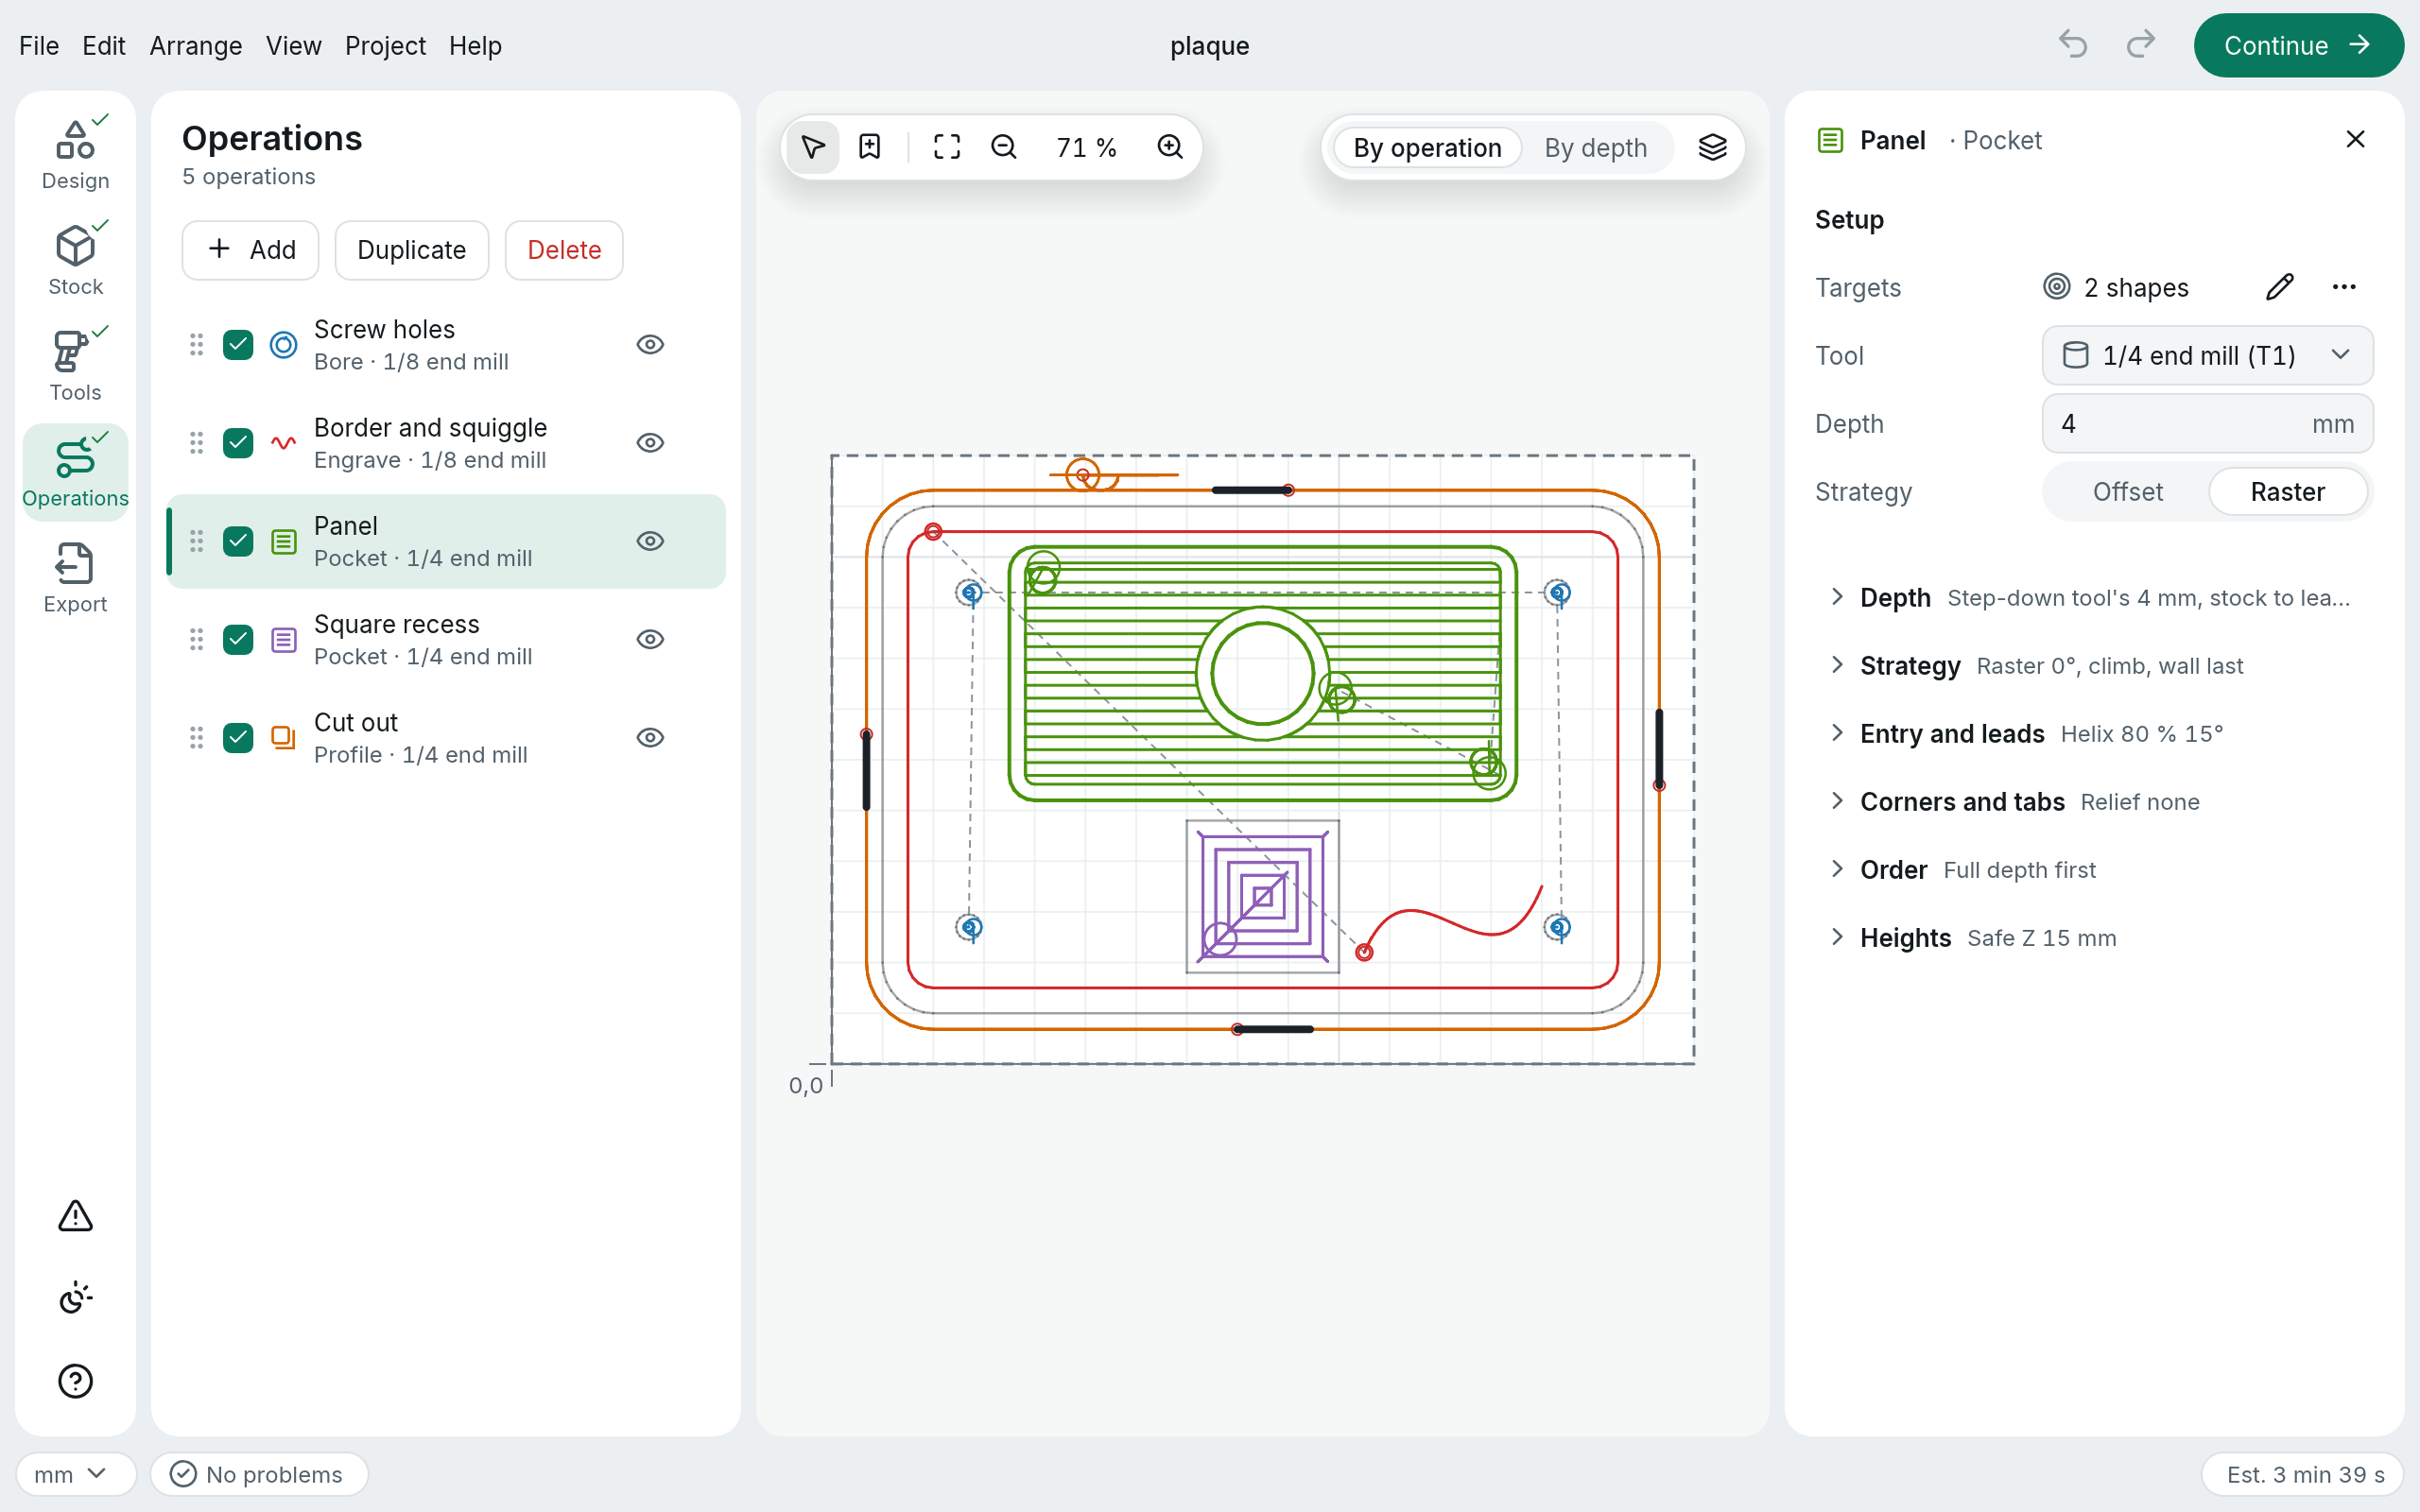 File Edit Arrange View Project Help
plaque
Continue
Design
Stock
Tools
Operations
Export
Operations
5 operations
Add
Duplicate
Delete
Screw holes
Bore · 1/8 end mill
Border and squiggle
Engrave · 1/8 end mill
Panel
Pocket · 1/4 end mill
Square recess
Pocket · 1/4 end mill
Cut out
Profile · 1/4 end mill
71 %
By operation
By depth
0,0
Panel · Pocket
Setup
Targets 2 shapes
Tool 1/4 end mill (T1)
Depth 4 mm
Strategy Offset Raster
Depth Step-down tool's 4 mm, stock to lea...
Strategy Raster 0°, climb, wall last
Entry and leads Helix 80 % 15°
Corners and tabs Relief none
Order Full depth first
Heights Safe Z 15 mm
mm
No problems
Est. 3 min 39 s